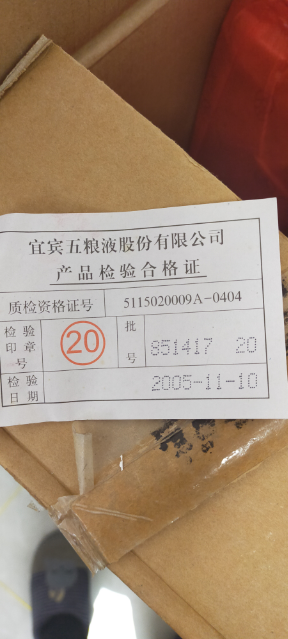 宜宾五粮液股份有限公司
产品检验合格证
质检资格证号 5115020009A-0404
检验印章号 20 批号 851417 20
检验日期 2005-11-10